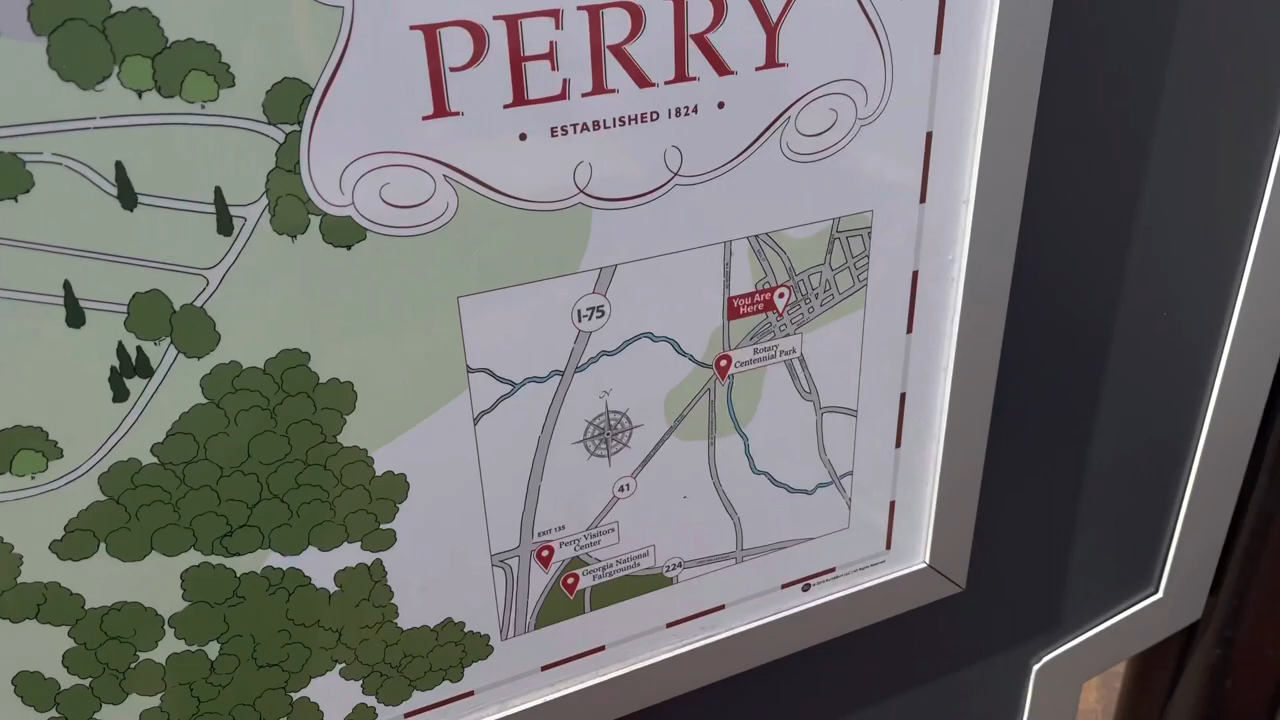 PERRY
• ESTABLISHED 1824 •
I-75
You Are
Here
Rotary
Centennial Park
N
41
EXIT 135
Perry Visitors
Center
Georgia National
Fairgrounds
224